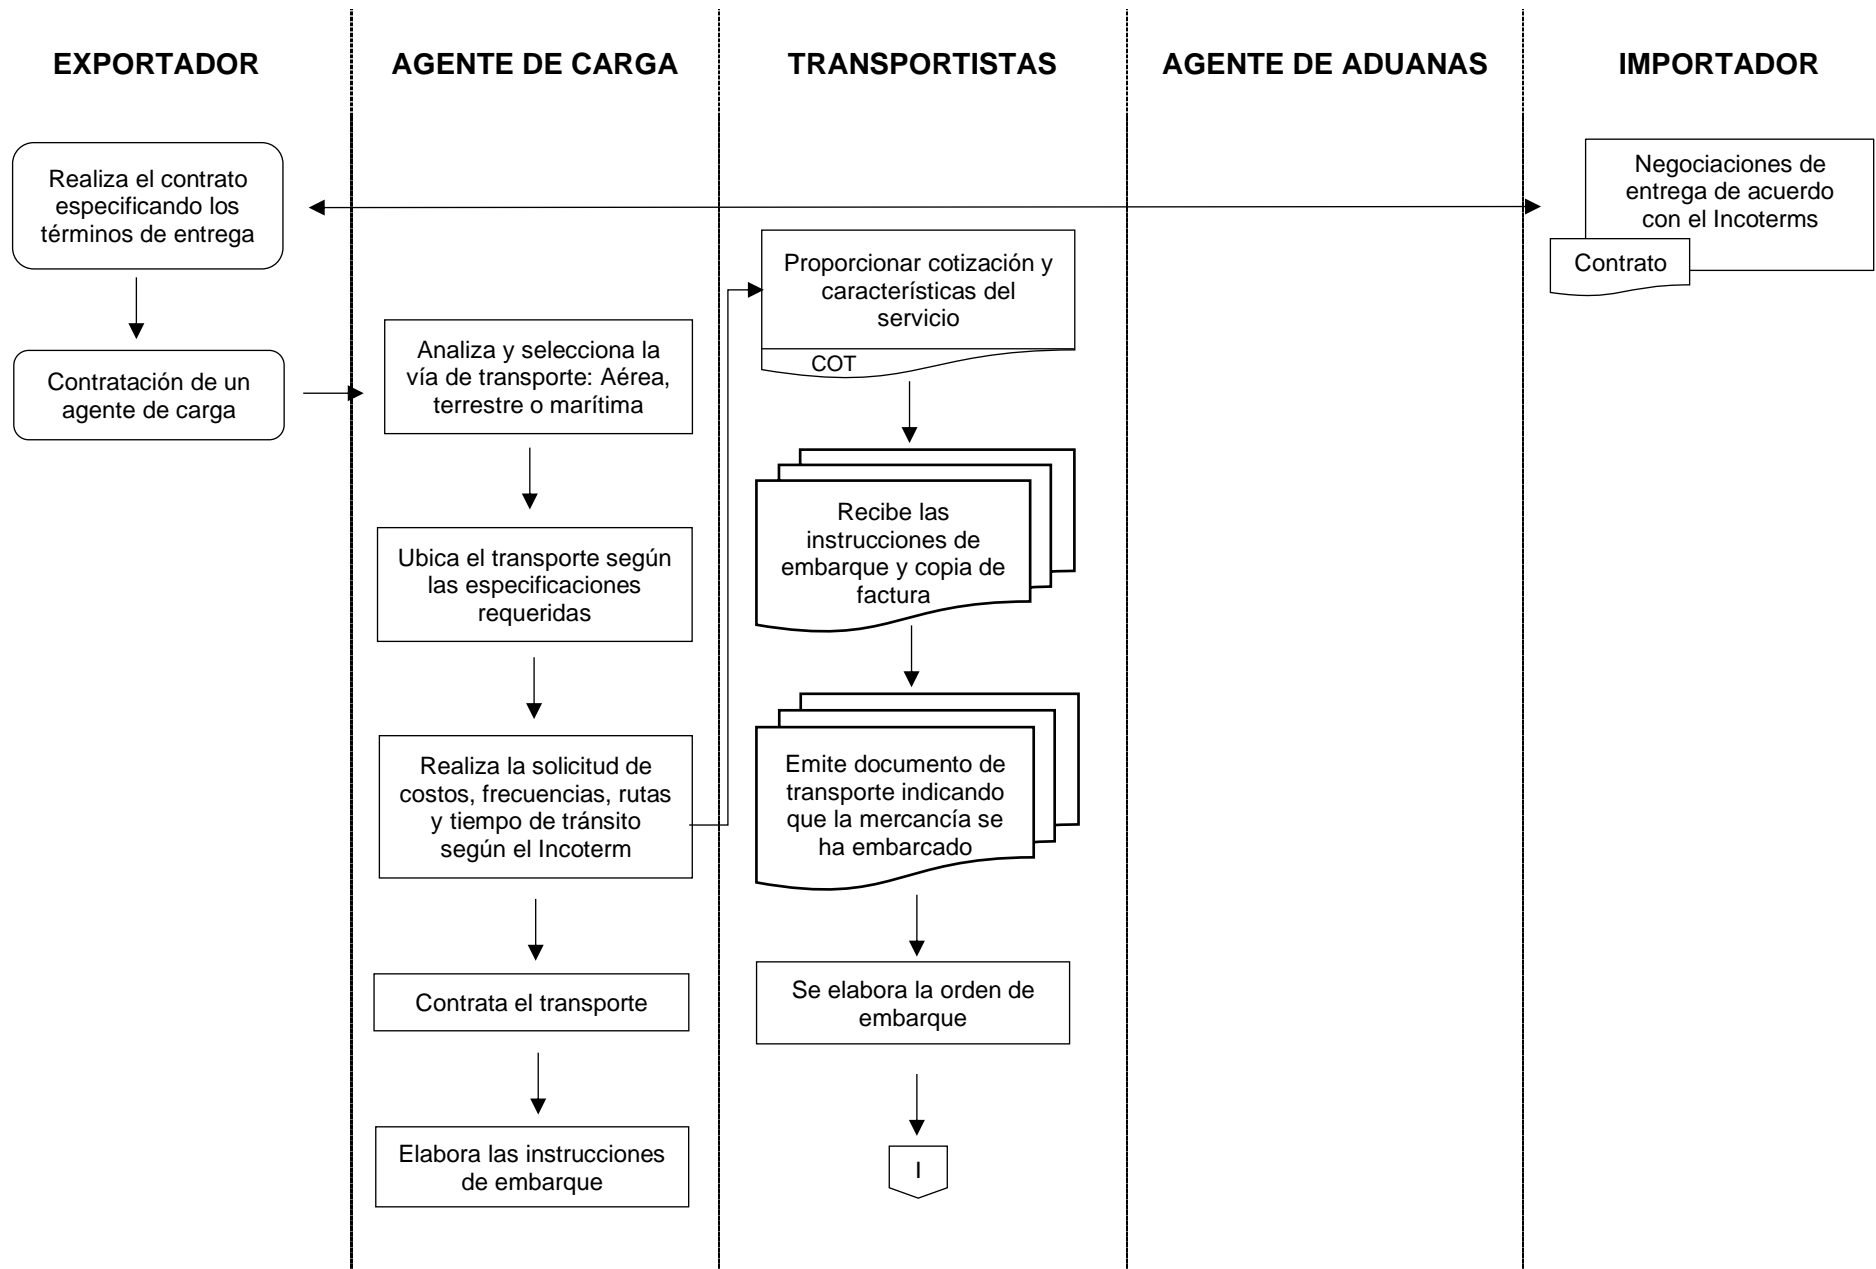 EXPORTADOR
AGENTE DE CARGA
TRANSPORTISTAS
AGENTE DE ADUANAS
IMPORTADOR
Realiza el contrato
especificando los
términos de entrega
Contratación de un
agente de carga
Analiza y selecciona la
vía de transporte: Aérea,
terrestre o marítima
Ubica el transporte según
las especificaciones
requeridas
Realiza la solicitud de
costos, frecuencias, rutas
y tiempo de tránsito
según el Incoterm
Contrata el transporte
Elabora las instrucciones
de embarque
Proporcionar cotización y
características del
servicio
COT
Recibe las
instrucciones de
embarque y copia de
factura
Emite documento de
transporte indicando
que la mercancía se
ha embarcado
Se elabora la orden de
embarque
I
Negociaciones de
entrega de acuerdo
con el Incoterms
Contrato